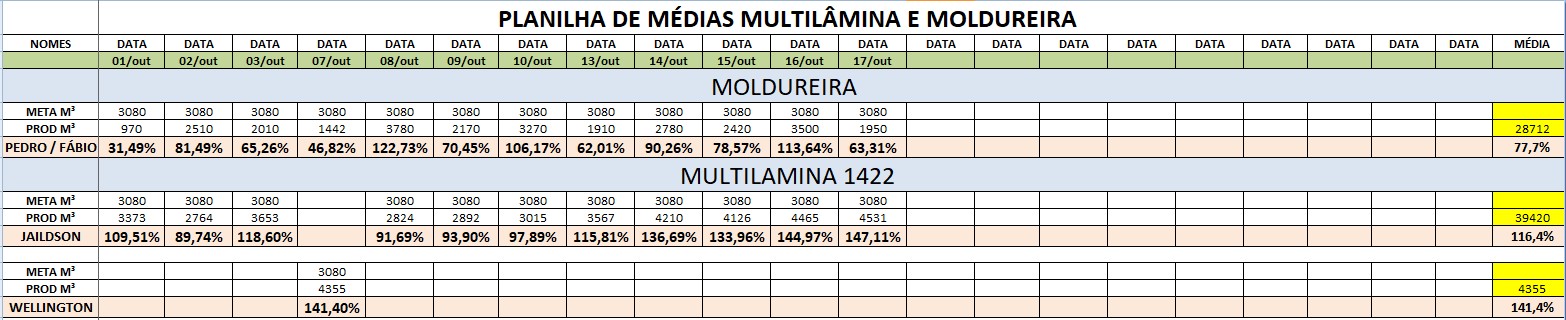 PLANILHA DE MÉDIAS MULTILÂMINA E MOLDUREIRA
NOMES DATA DATA DATA DATA DATA DATA DATA DATA DATA DATA DATA DATA DATA DATA DATA DATA DATA DATA DATA DATA DATA MÉDIA
01/out 02/out 03/out 07/out 08/out 09/out 10/out 13/out 14/out 15/out 16/out 17/out
MOLDUREIRA
META M³ 3080 3080 3080 3080 3080 3080 3080 3080 3080 3080 3080 3080
PROD M³ 970 2510 2010 1442 3780 2170 3270 1910 2780 2420 3500 1950 28712
PEDRO / FÁBIO 31,49% 81,49% 65,26% 46,82% 122,73% 70,45% 106,17% 62,01% 90,26% 78,57% 113,64% 63,31% 77,7%
MULTILAMINA 1422
META M³ 3080 3080 3080 3080 3080 3080 3080 3080 3080 3080 3080
PROD M³ 3373 2764 3653 2824 2892 3015 3567 4210 4126 4465 4531 39420
JAILDSON 109,51% 89,74% 118,60% 91,69% 93,90% 97,89% 115,81% 136,69% 133,96% 144,97% 147,11% 116,4%
META M³ 3080
PROD M³ 4355 4355
WELLINGTON 141,40% 141,4%